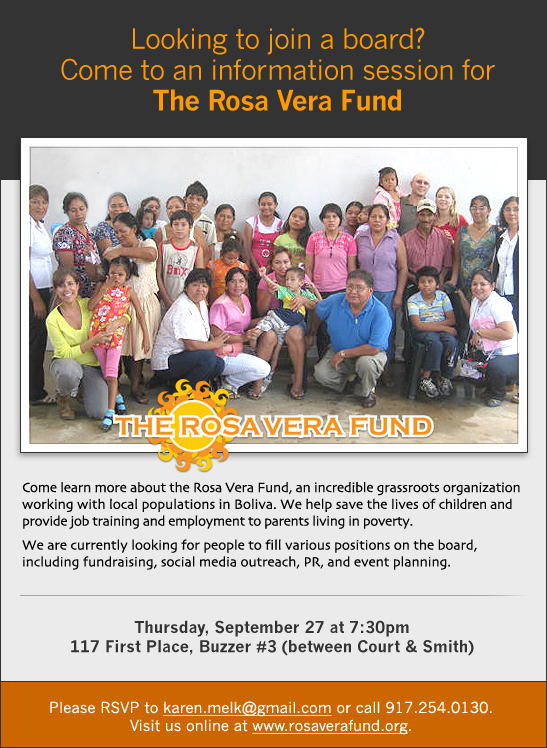 Looking to join a board?
Come to an information session for
The Rosa Vera Fund
BMX
THE ROSA VERA FUND
Come learn more about the Rosa Vera Fund, an incredible grassroots organization
working with local populations in Boliva. We help save the lives of children and
provide job training and employment to parents living in poverty.
We are currently looking for people to fill various positions on the board,
including fundraising, social media outreach, PR, and event planning.
Thursday, September 27 at 7:30pm
117 First Place, Buzzer #3 (between Court & Smith)
Please RSVP to karen.melk@gmail.com or call 917.254.0130.
Visit us online at www.rosaverafund.org.